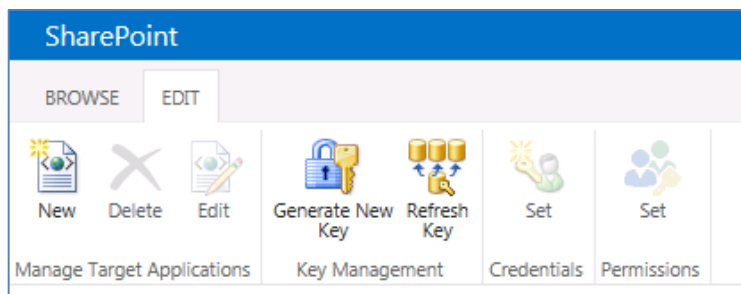 SharePoint
BROWSE EDIT
New Delete Edit Generate New Key Refresh Key Set Set
Manage Target Applications Key Management Credentials Permissions